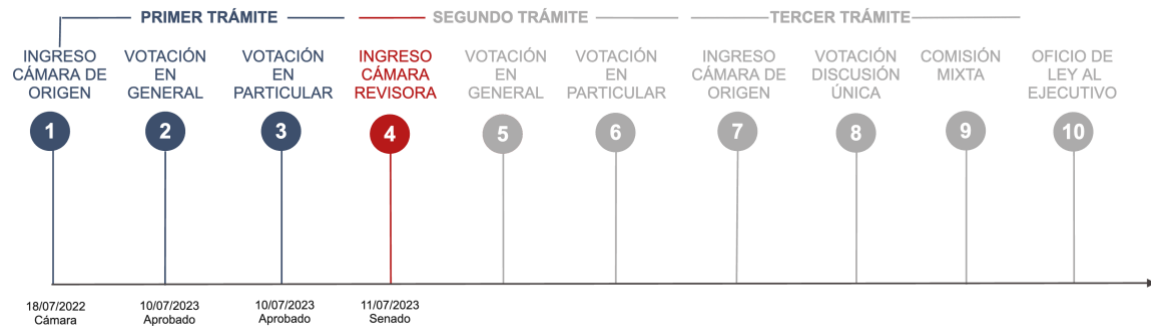 PRIMER TRÁMITE
SEGUNDO TRÁMITE
TERCER TRÁMITE
INGRESO
CÁMARA DE
ORIGEN
VOTACIÓN
EN
GENERAL
VOTACIÓN
EN
PARTICULAR
INGRESO
CÁMARA
REVISORA
VOTACIÓN
EN
GENERAL
VOTACIÓN
EN
PARTICULAR
INGRESO
CÁMARA DE
ORIGEN
VOTACIÓN
DISCUSIÓN
ÚNICA
COMISIÓN
MIXTA
OFICIO DE
LEY AL
EJECUTIVO
1
2
3
4
5
6
7
8
9
10
18/07/2022
Cámara
10/07/2023
Aprobado
10/07/2023
Aprobado
11/07/2023
Senado